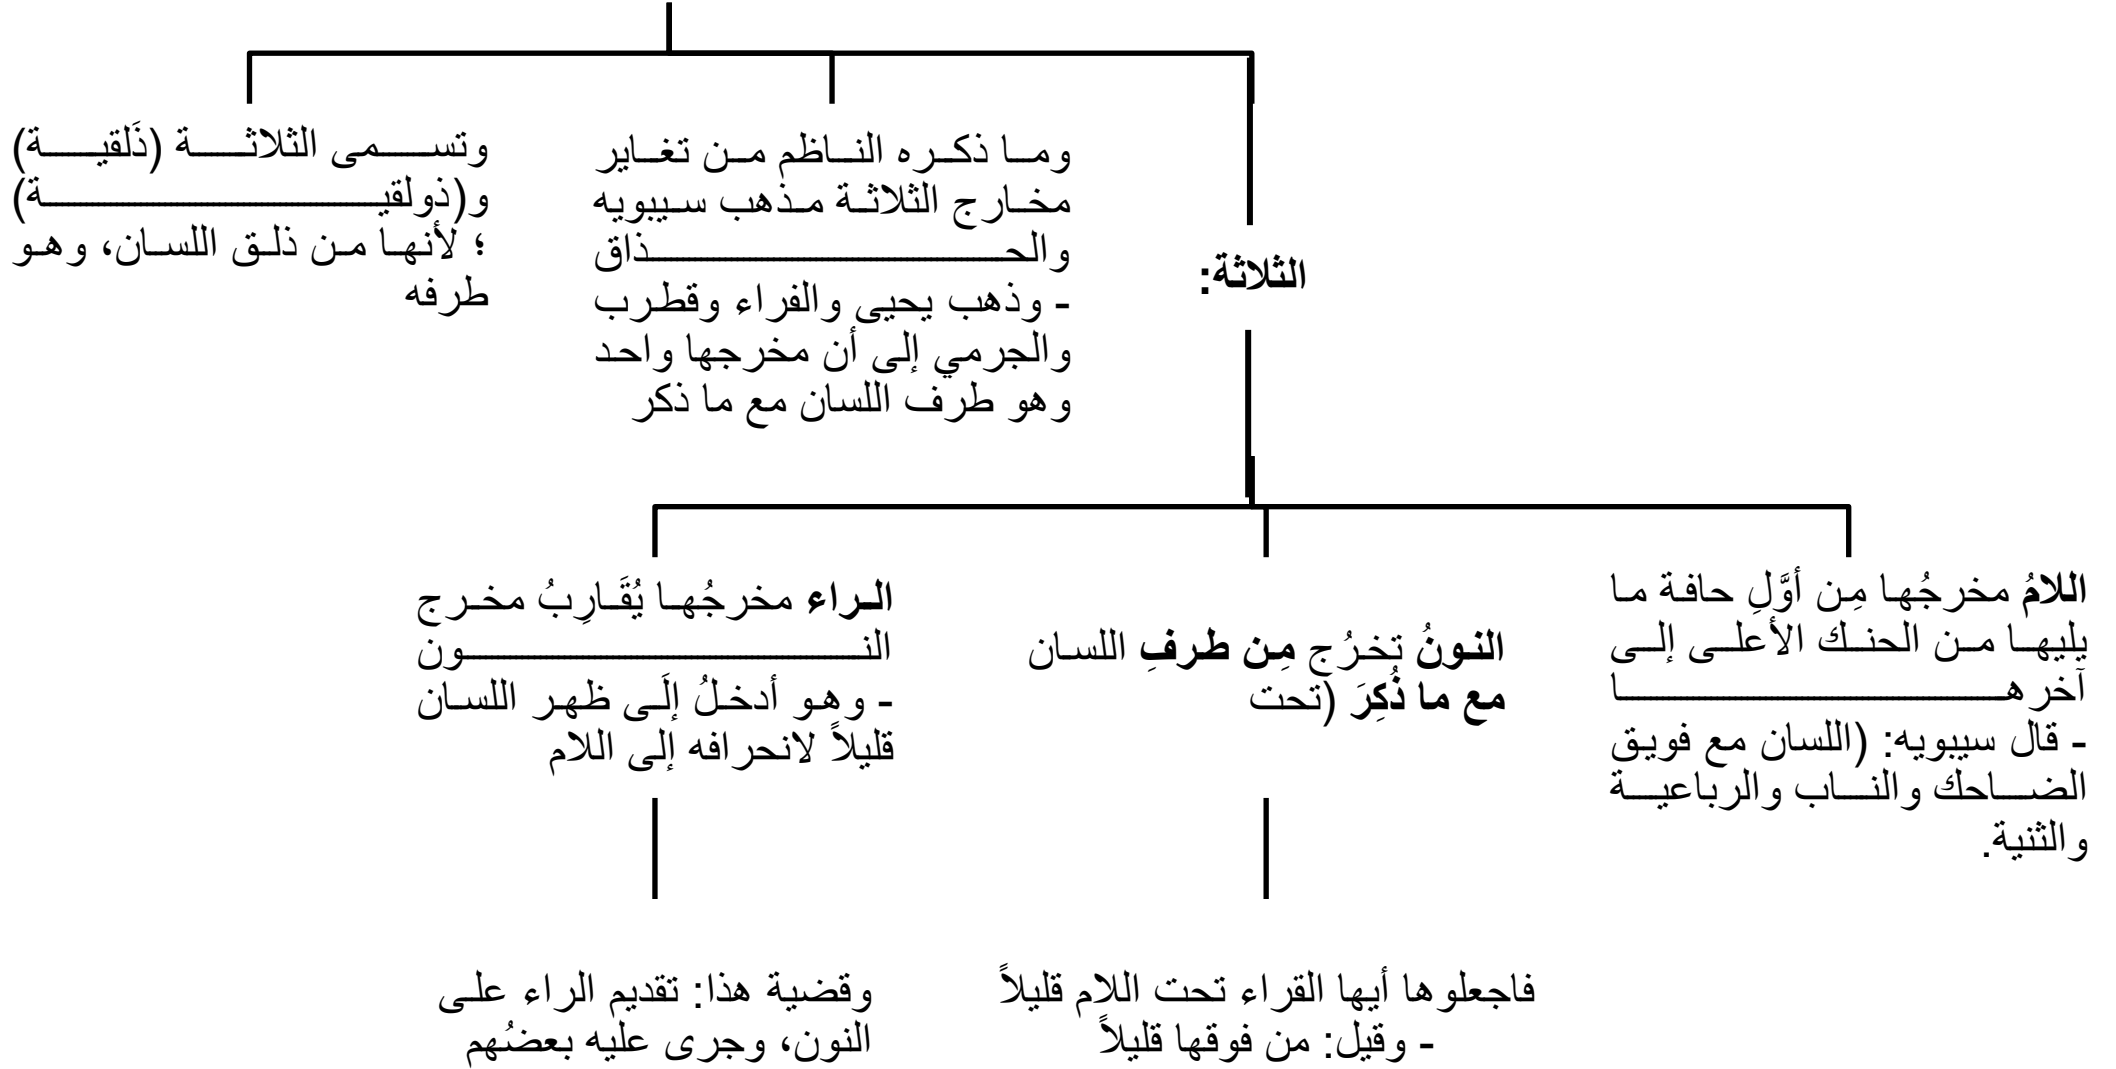 وما ذكره الناظم من تغاير
مخارج الثلاثة مذهب سيبويه
والحذاق
- وذهب يحيى والفراء وقطرب
والجرمي إلى أن مخرجها واحد
وهو طرف اللسان مع ما ذكر
وتسمى الثلاثة (ذَلقية)
و(ذولقية)
؛ لأنها من ذلق اللسان، وهو
طرفه
الثلاثة:
اللامُ مخرجُها مِن أوَّلِ حافة ما
يليها من الحنك الأعلى إلى
آخرها
- قال سيبويه: (اللسان مع فويق
الضاحك والناب والرباعية
والثنية.
النونُ تخرُج مِن طرفِ اللسان
مع ما ذُكِرَ (تحت
الراء مخرجُها يُقَارِبُ مخرج
النون
- وهو أدخلُ إلَى ظهر اللسان
قليلاً لانحرافه إلى اللام
فاجعلوها أيها القراء تحت اللام قليلاً
- وقيل: من فوقها قليلاً
وقضية هذا: تقديم الراء على
النون، وجرى عليه بعضُهم